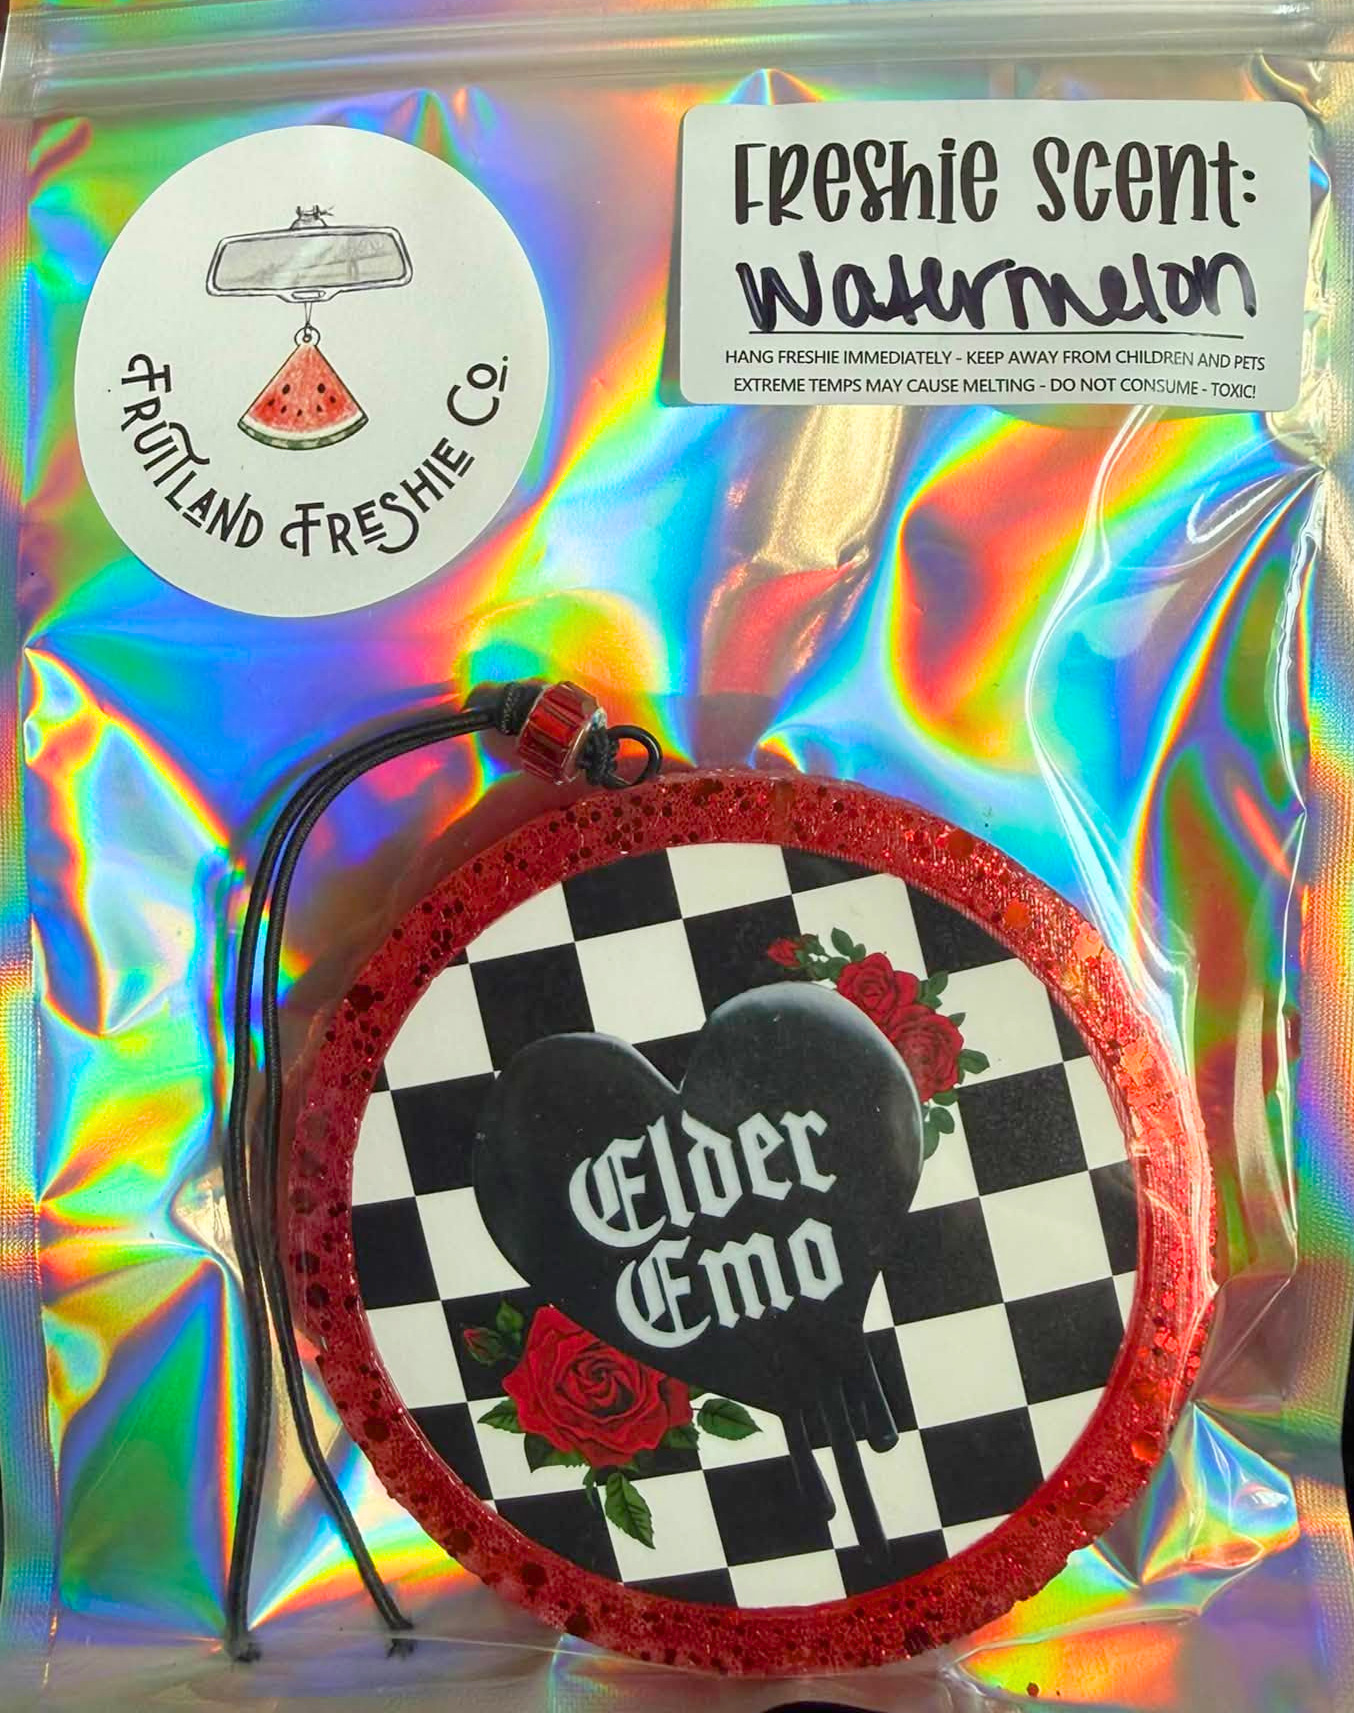 FRUITLAND FRESHIE Co.
FReshie Scent:
Watermelon
HANG FRESHIE IMMEDIATELY - KEEP AWAY FROM CHILDREN AND PETS
EXTREME TEMPS MAY CAUSE MELTING - DO NOT CONSUME - TOXIC!
Elder
Emo